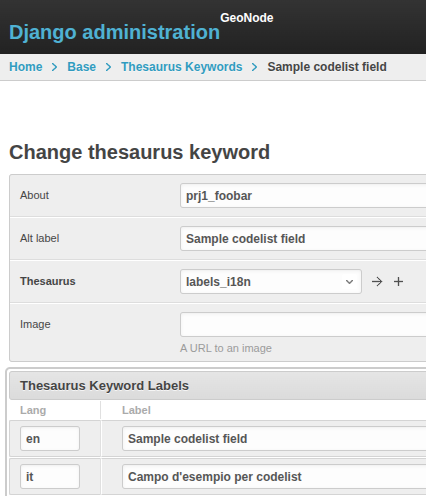 GeoNode
Django administration
Home > Base > Thesaurus Keywords > Sample codelist field
Change thesaurus keyword
About prj1_foobar
Alt label Sample codelist field
Thesaurus labels_i18n
Image
A URL to an image
Thesaurus Keyword Labels
Lang Label
en Sample codelist field
it Campo d'esempio per codelist